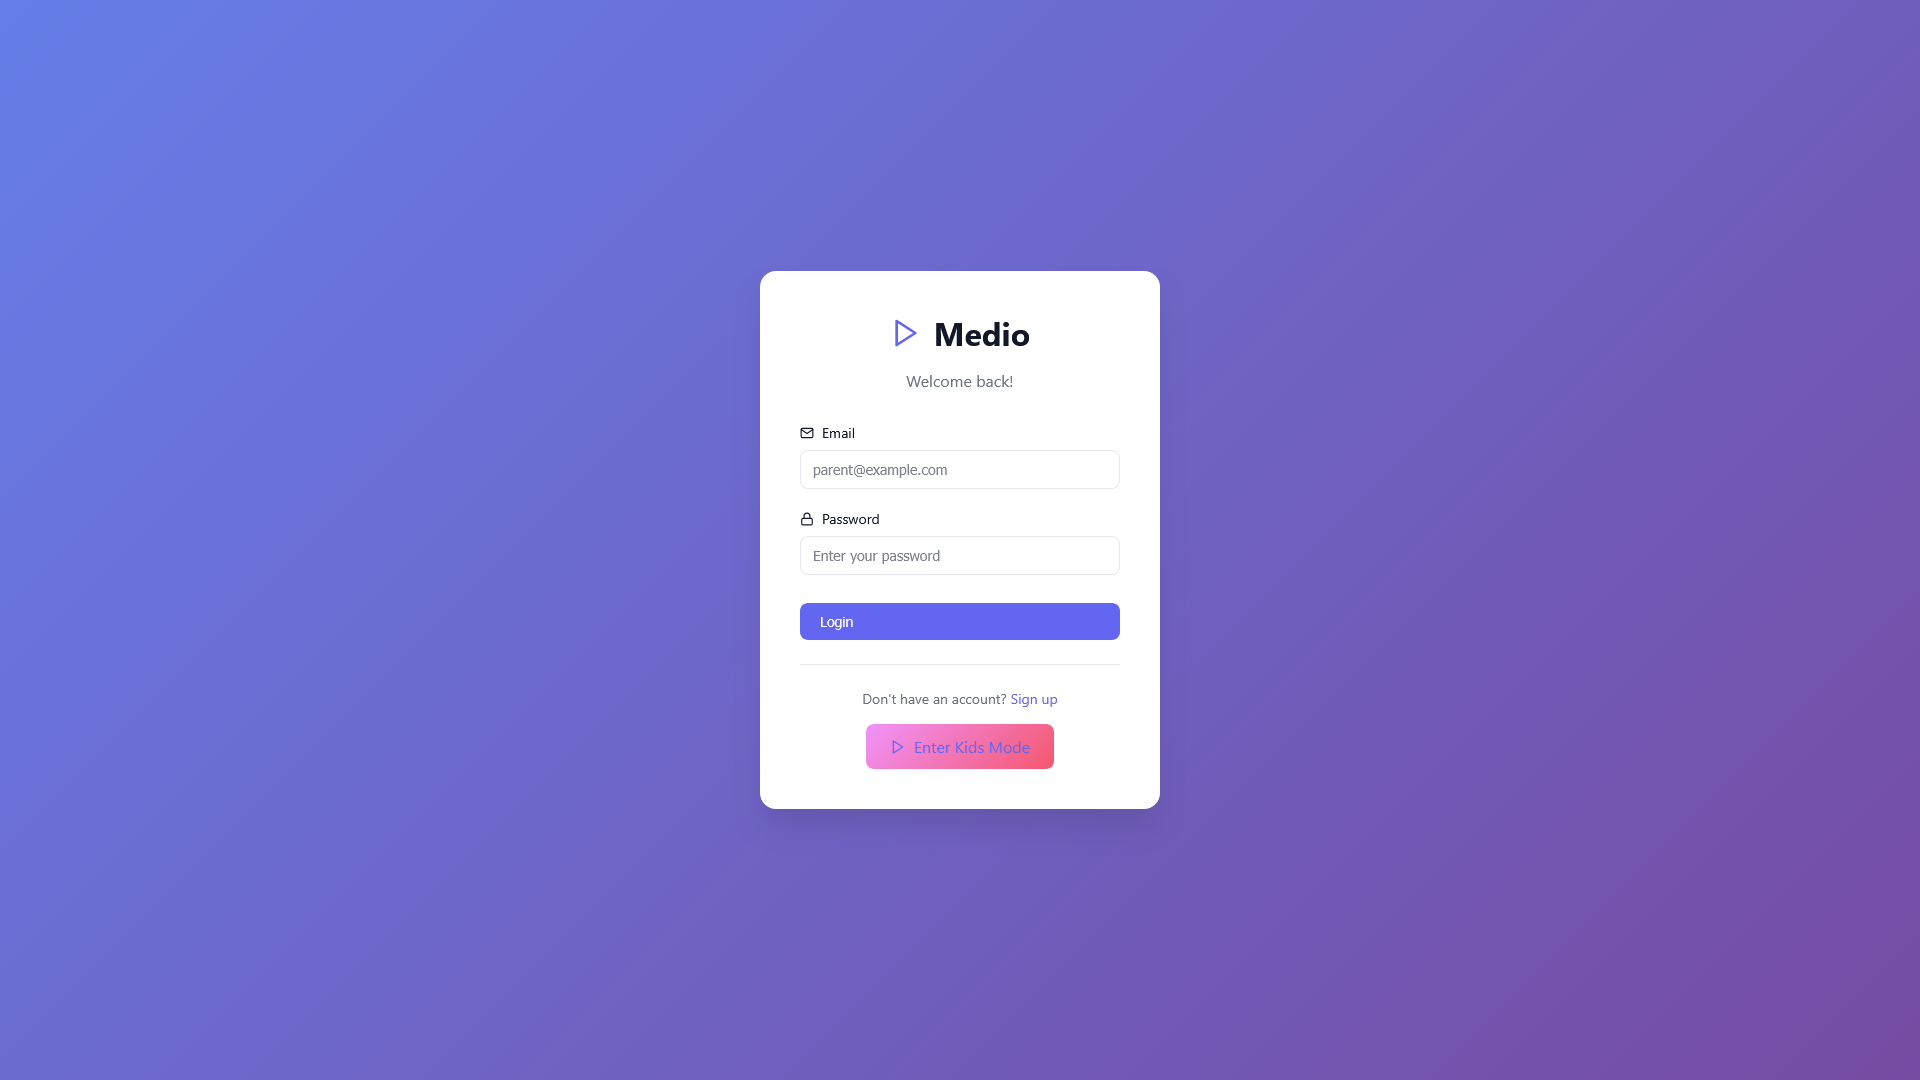 Medio
Welcome back!
Email
parent@example.com
Password
Enter your password
Login
Don't have an account? Sign up
Enter Kids Mode